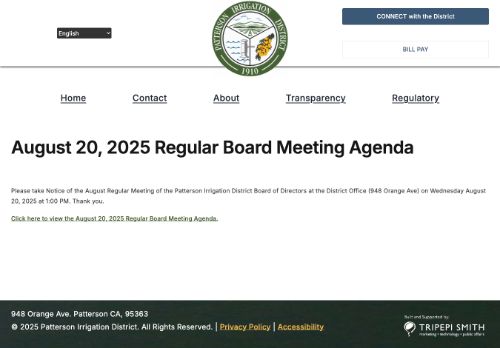 English
PATTERSON IRRIGATION DISTRICT
1910
CONNECT with the District
BILL PAY
Home
Contact
About
Transparency
Regulatory
August 20, 2025 Regular Board Meeting Agenda
Please take Notice of the August Regular Meeting of the Patterson Irrigation District Board of Directors at the District Office (948 Orange Ave) on Wednesday August
20, 2025 at 1:00 PM. Thank you.
Click here to view the August 20, 2025 Regular Board Meeting Agenda.
948 Orange Ave. Patterson CA, 95363
© 2025 Patterson Irrigation District. All Rights Reserved. | Privacy Policy | Accessibility
Built and Supported by
TRIPEPI SMITH
marketing • technology • public affairs